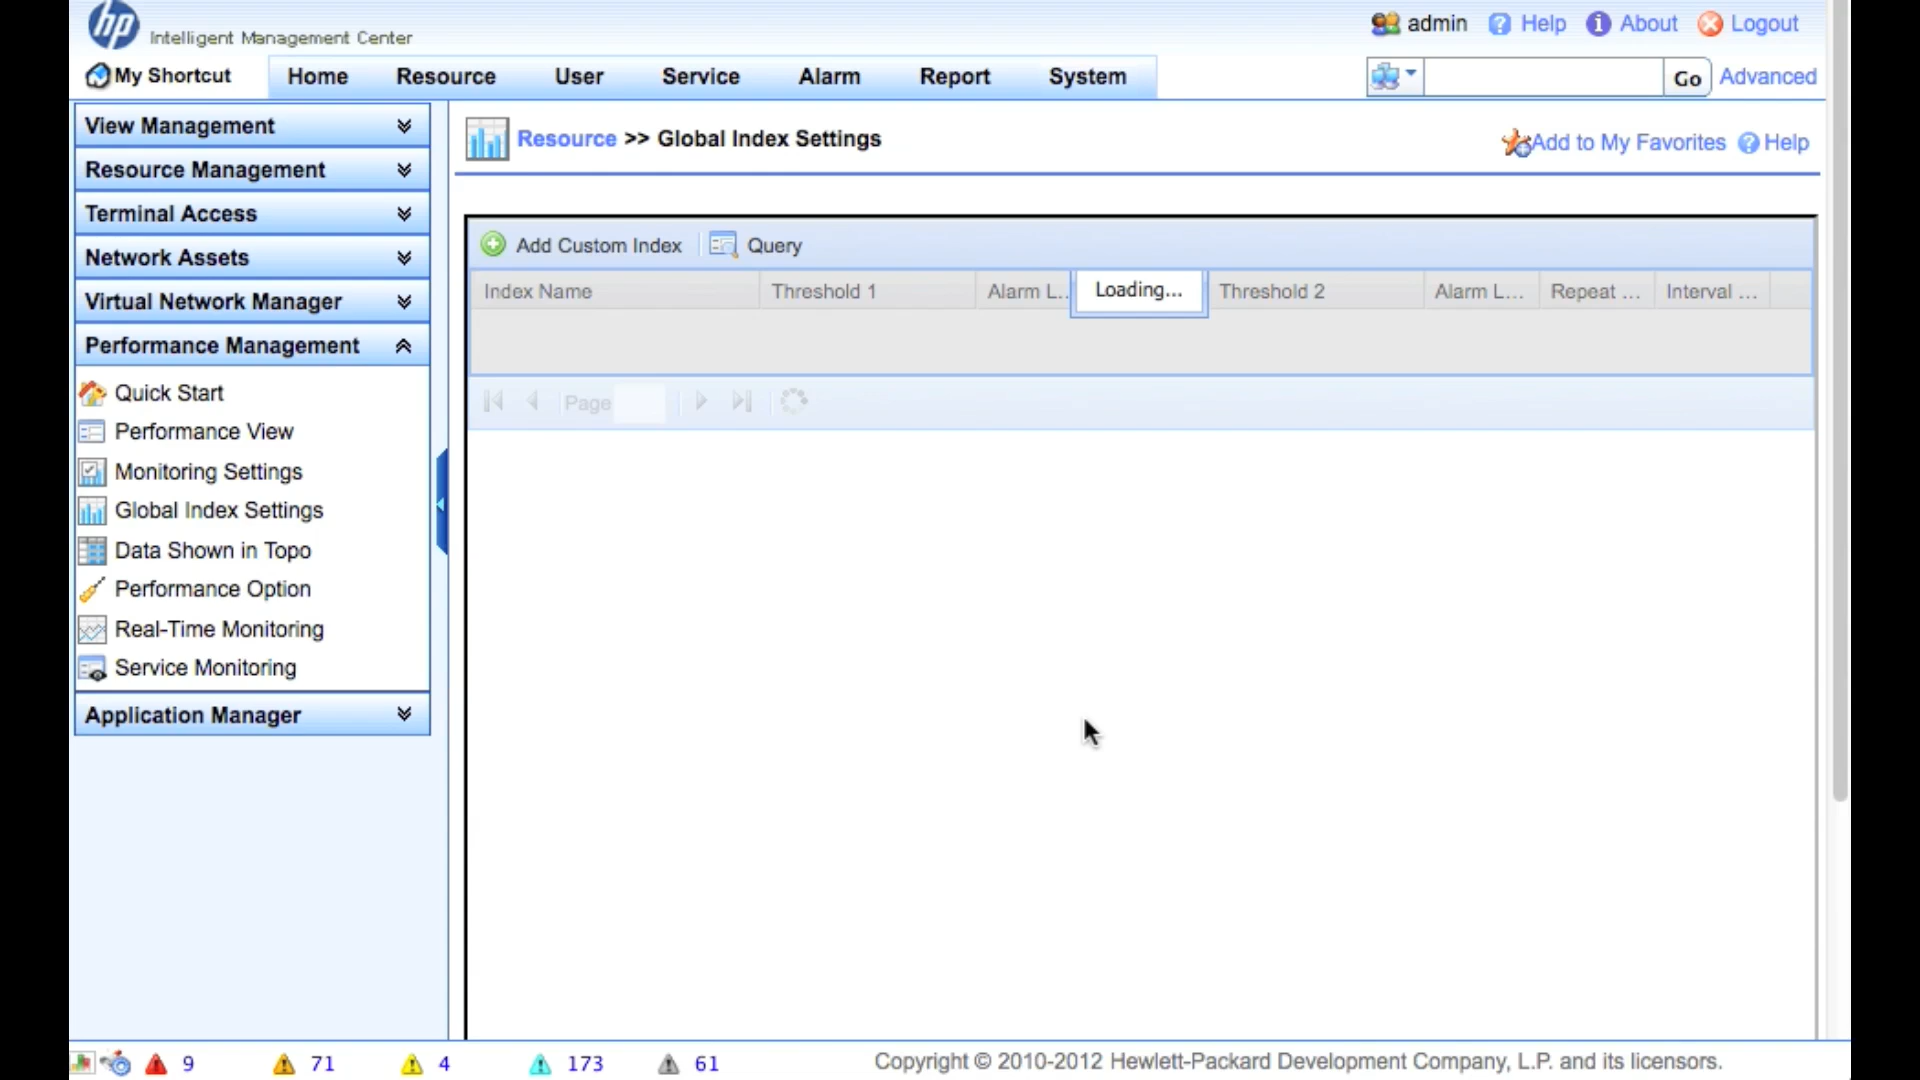 hp
Intelligent Management Center
admin Help About Logout
My Shortcut Home Resource User Service Alarm Report System Go Advanced
View Management
Resource Management
Terminal Access
Network Assets
Virtual Network Manager
Performance Management
Quick Start
Performance View
Monitoring Settings
Global Index Settings
Data Shown in Topo
Performance Option
Real-Time Monitoring
Service Monitoring
Application Manager
Resource >> Global Index Settings
Add to My Favorites Help
Add Custom Index Query
Index Name Threshold 1 Alarm L... Loading... Threshold 2 Alarm L... Repeat ... Interval ...
Page
9 71 4 173 61
Copyright © 2010-2012 Hewlett-Packard Development Company, L.P. and its licensors.